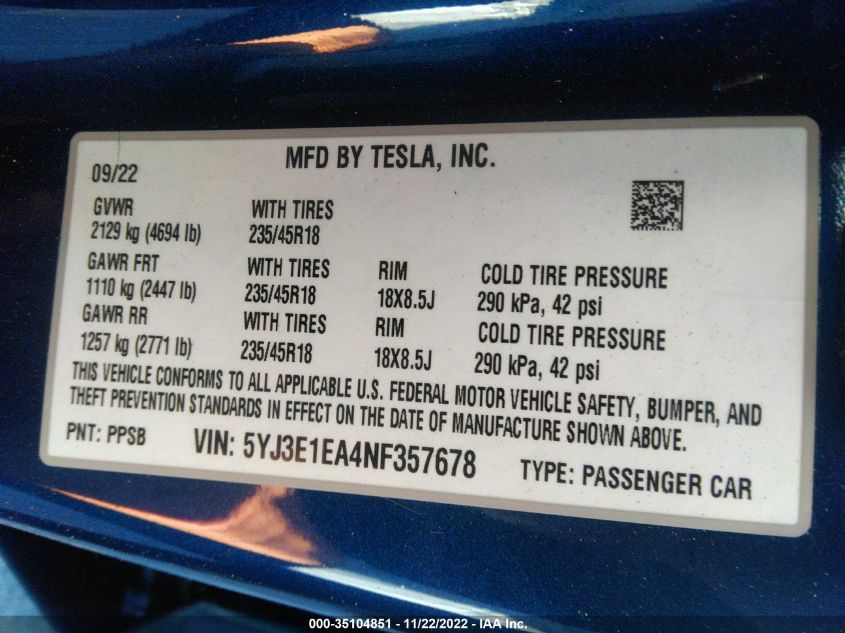 MFD BY TESLA, INC.
09/22
GVWR WITH TIRES
2129 kg (4694 lb) 235/45R18
GAWR FRT WITH TIRES RIM COLD TIRE PRESSURE
1110 kg (2447 lb) 235/45R18 18X8.5J 290 kPa, 42 psi
GAWR RR WITH TIRES RIM COLD TIRE PRESSURE
1257 kg (2771 lb) 235/45R18 18X8.5J 290 kPa, 42 psi
THIS VEHICLE CONFORMS TO ALL APPLICABLE U.S. FEDERAL MOTOR VEHICLE SAFETY, BUMPER, AND
THEFT PREVENTION STANDARDS IN EFFECT ON THE DATE OF MANUFACTURE SHOWN ABOVE.
PNT: PPSB VIN: 5YJ3E1EA4NF357678 TYPE: PASSENGER CAR
000-35104851 - 11/22/2022 - IAA Inc.